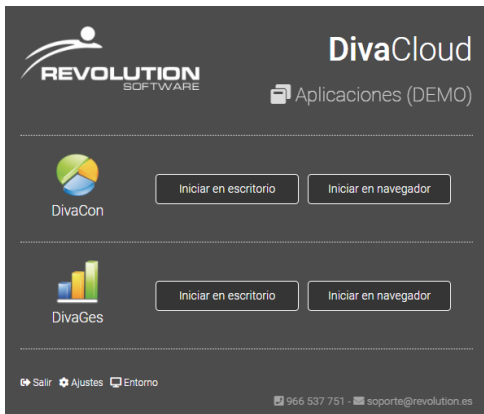 REVOLUTION
SOFTWARE
DivaCloud
Aplicaciones (DEMO)
DivaCon
Iniciar en escritorio
Iniciar en navegador
DivaGes
Iniciar en escritorio
Iniciar en navegador
Salir Ajustes Entorno
966 537 751 - soporte@revolution.es